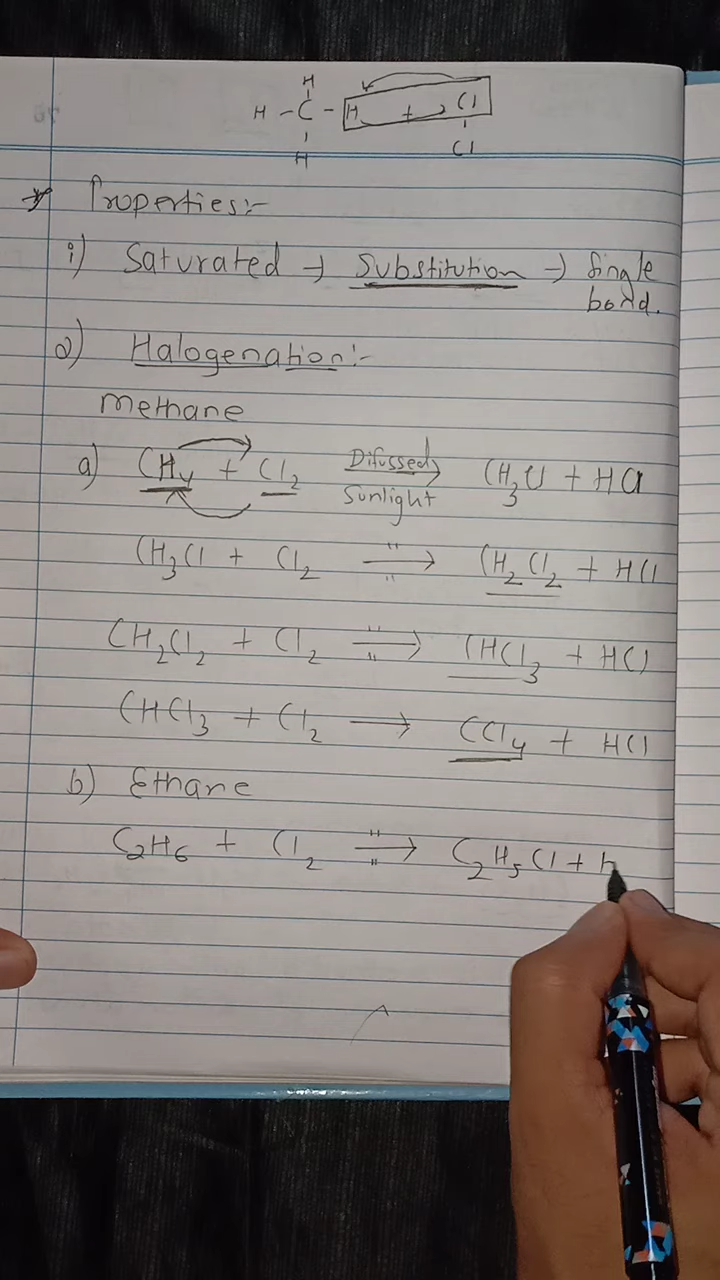 H
H - C - H + Cl
H Cl
* Properties:-
i) Saturated → Substitution → Single
bond.
2) Halogenation:-
Methane
a) CH4 + Cl2 Difussed Sunlight → CH3Cl + HCl
CH3Cl + Cl2 " " → CH2Cl2 + HCl
CH2Cl2 + Cl2 " " → CHCl3 + HCl
CHCl3 + Cl2 → CCl4 + HCl
b) Ethane
C2H6 + Cl2 " " → C2H5Cl + h